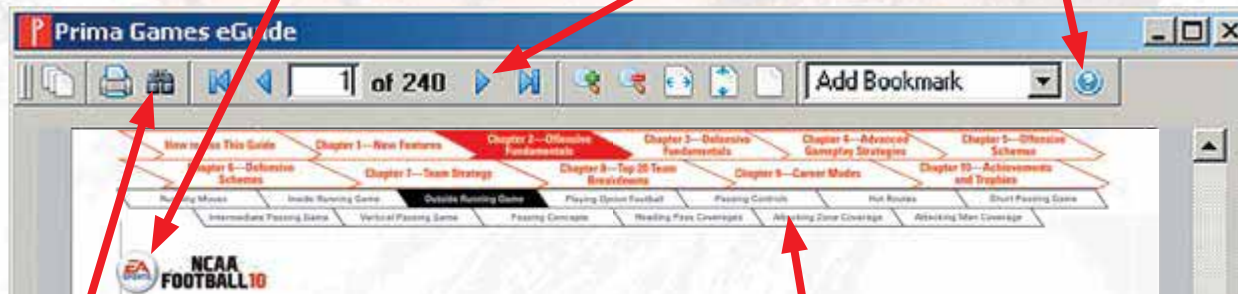 Prima Games eGuide
1 of 240 Add Bookmark
How to Use This Guide Chapter 1—New Features Chapter 2—Offensive Fundamentals Chapter 3—Defensive Fundamentals Chapter 4—Advanced Gameplay Strategies Chapter 5—Offensive Schemes
Chapter 6—Defensive Schemes Chapter 7—Team Strategy Chapter 8—Top 20 Team Breakdowns Chapter 9—Career Modes Chapter 10—Achievements and Trophies
Running Moves Inside Running Game Outside Running Game Playing Option Football Passing Controls Hot Routes Short Passing Game
Intermediate Passing Game Vertical Passing Game Passing Concepts Reading Pass Coverages Attacking Zone Coverage Attacking Man Coverage
EA SPORTS NCAA
FOOTBALL 10